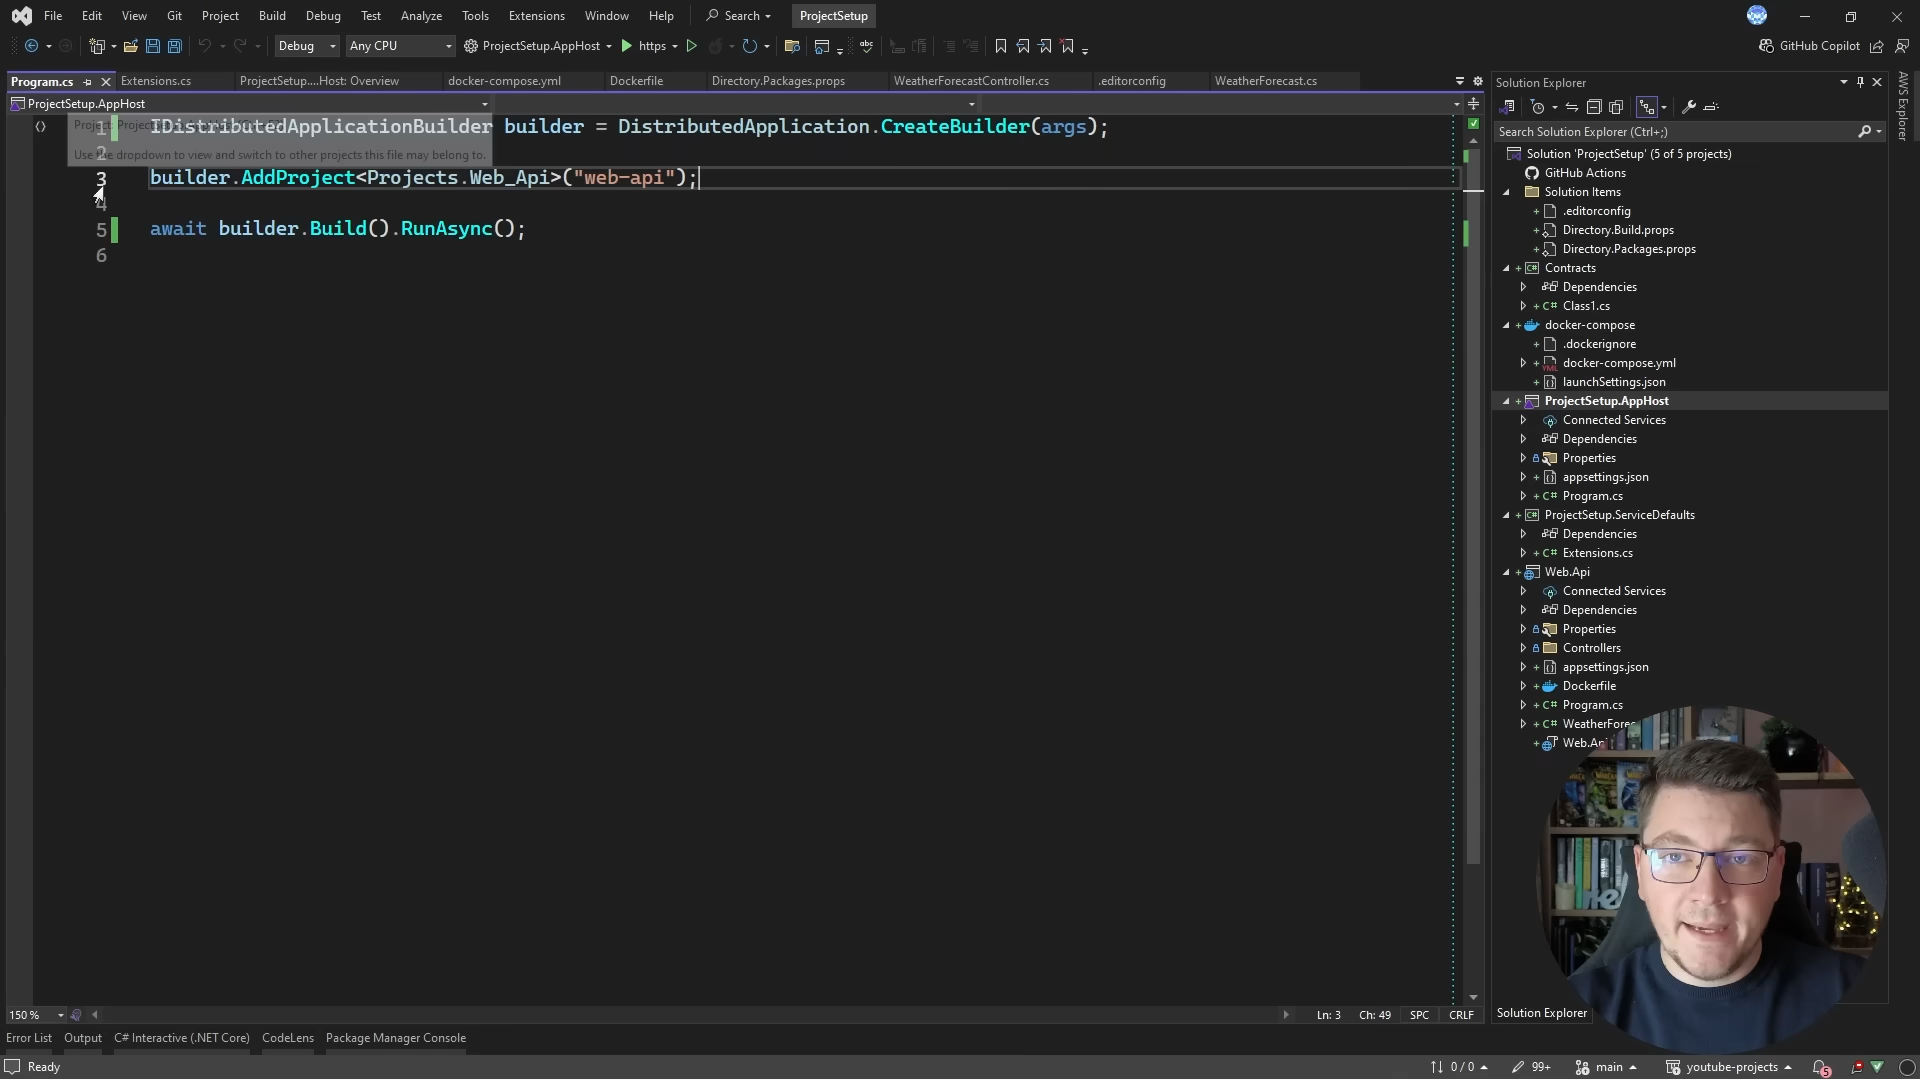 File Edit View Git Project Build Debug Test Analyze Tools Extensions Window Help Search ProjectSetup
Debug Any CPU ProjectSetup.AppHost https GitHub Copilot
Program.cs Extensions.cs ProjectSetup....Host: Overview docker-compose.yml Dockerfile Directory.Packages.props WeatherForecastController.cs .editorconfig WeatherForecast.cs
ProjectSetup.AppHost
1 IDistributedApplicationBuilder builder = DistributedApplication.CreateBuilder(args);
2
Use the dropdown to view and switch to other projects this file may belong to.
3 builder.AddProject<Projects.Web_Api>("web-api");
4
5 await builder.Build().RunAsync();
6
150 % Ln: 3 Ch: 49 SPC CRLF
Error List Output C# Interactive (.NET Core) CodeLens Package Manager Console
Ready 0 / 0 99+ main youtube-projects 5
Solution Explorer
Search Solution Explorer (Ctrl+;)
Solution 'ProjectSetup' (5 of 5 projects)
GitHub Actions
Solution Items
.editorconfig
Directory.Build.props
Directory.Packages.props
C# Contracts
Dependencies
C# Class1.cs
docker-compose
.dockerignore
docker-compose.yml
launchSettings.json
ProjectSetup.AppHost
Connected Services
Dependencies
Properties
appsettings.json
C# Program.cs
C# ProjectSetup.ServiceDefaults
Dependencies
C# Extensions.cs
Web.Api
Connected Services
Dependencies
Properties
Controllers
appsettings.json
Dockerfile
C# Program.cs
C# WeatherForec
Web.Api
Solution Explorer
AWS Explorer